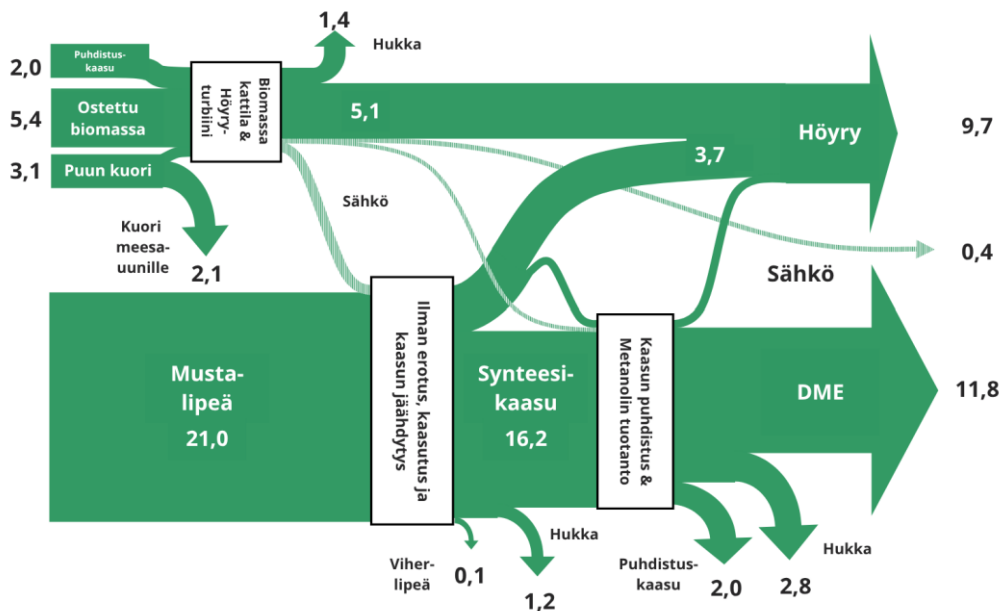 1,4
Hukka
Puhdistus-
kaasu
2,0
Ostettu
biomassa
5,4
Puun kuori
3,1
Biomassa
kattila &
Höyry-
turbiini
5,1
Höyry
9,7
3,7
Sähkö
Kuori
meesa-
uunille
2,1
0,4
Sähkö
Musta-
lipeä
21,0
Ilman erotus, kaasutus ja
kaasun jäähdytys
Synteesi-
kaasu
16,2
Kaasun puhdistus &
Metanolin tuotanto
DME
11,8
Viher-
lipeä
0,1
Hukka
1,2
Puhdistus-
kaasu
2,0
Hukka
2,8